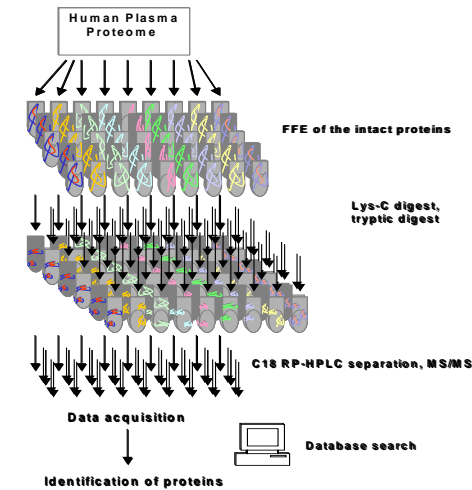 Human Plasma
Proteome
FFE of the intact proteins
Lys-C digest,
tryptic digest
C18 RP-HPLC separation, MS/MS
Data acquisition
Database search
Identification of proteins